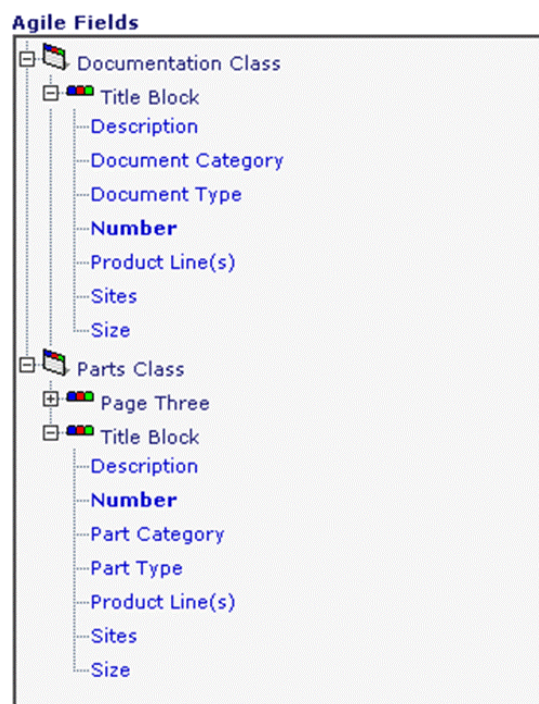 Agile Fields
Documentation Class
Title Block
Description
Document Category
Document Type
Number
Product Line(s)
Sites
Size
Parts Class
Page Three
Title Block
Description
Number
Part Category
Part Type
Product Line(s)
Sites
Size